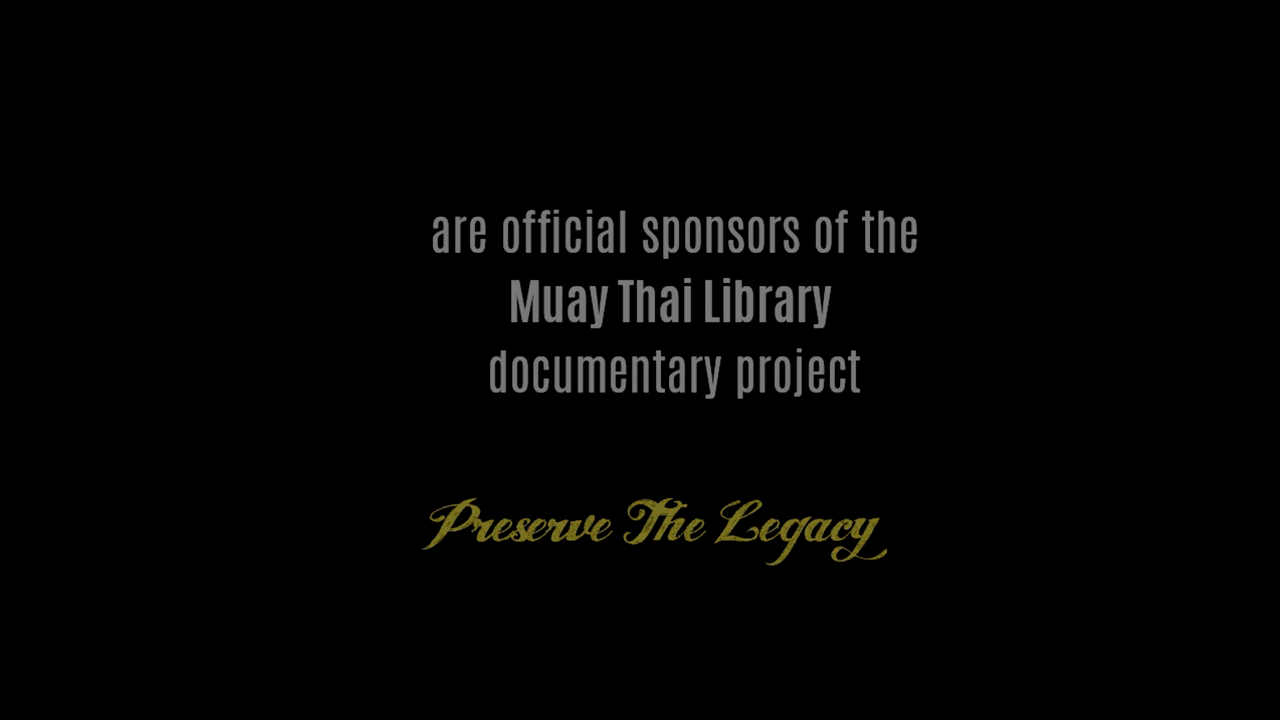 are official sponsors of the
Muay Thai Library
documentary project
Preserve The Legacy